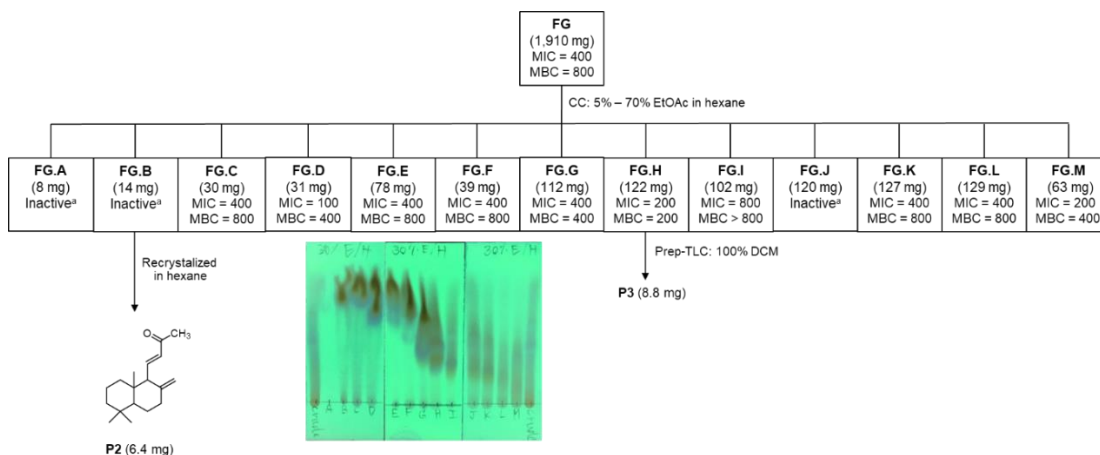 FG
(1,910 mg)
MIC = 400
MBC = 800
CC: 5% – 70% EtOAc in hexane
FG.A
(8 mg)
Inactiveª
FG.B
(14 mg)
Inactiveª
FG.C
(30 mg)
MIC = 400
MBC = 800
FG.D
(31 mg)
MIC = 100
MBC = 400
FG.E
(78 mg)
MIC = 400
MBC = 800
FG.F
(39 mg)
MIC = 400
MBC = 800
FG.G
(112 mg)
MIC = 400
MBC = 400
FG.H
(122 mg)
MIC = 200
MBC = 200
FG.I
(102 mg)
MIC = 800
MBC > 800
FG.J
(120 mg)
Inactiveª
FG.K
(127 mg)
MIC = 400
MBC = 800
FG.L
(129 mg)
MIC = 400
MBC = 800
FG.M
(63 mg)
MIC = 200
MBC = 400
Recrystalized
in hexane
O
CH3
P2 (6.4 mg)
30% E/H
30% E/H
30% E/H
A
D
E F G H
K L M
Prep-TLC: 100% DCM
P3 (8.8 mg)